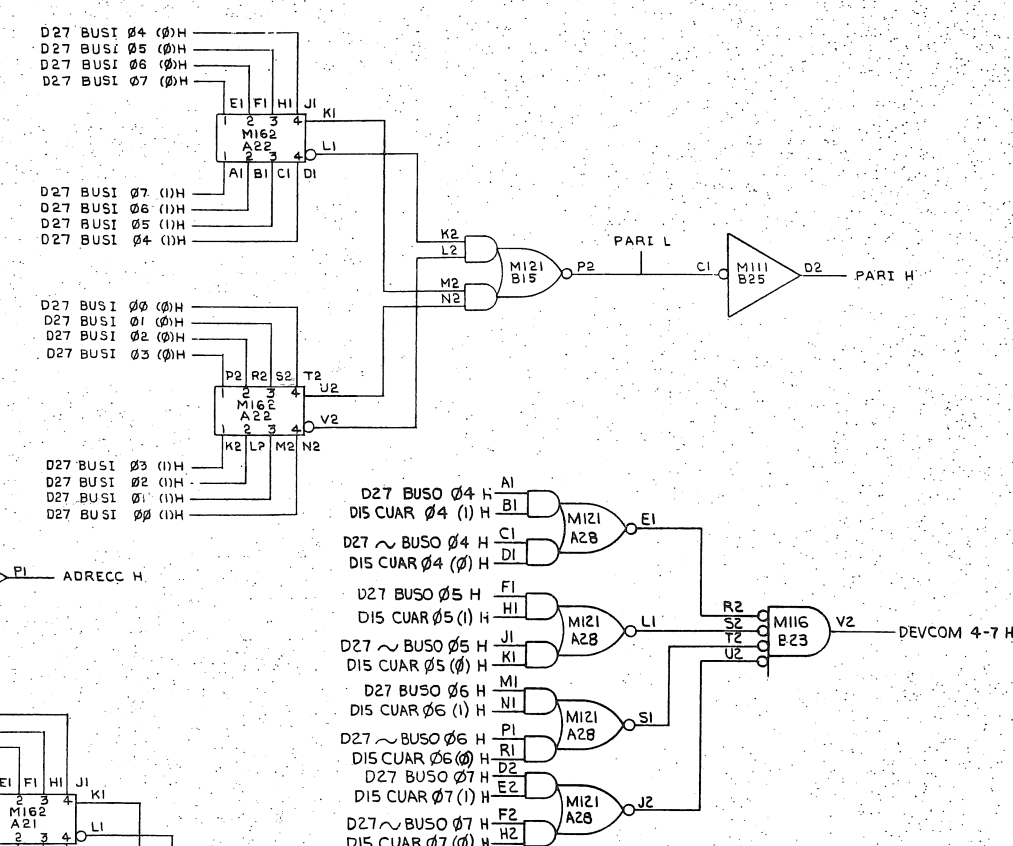 D27 BUSI Ø4 (Ø)H
D27 BUSI Ø5 (Ø)H
D27 BUSI Ø6 (Ø)H
D27 BUSI Ø7 (Ø)H
E1 F1 H1 J1
K1
1 2 3 4
M162
A22
L1
1 2 3 4
A1 B1 C1 D1
D27 BUSI Ø7 (1)H
D27 BUSI Ø6 (1)H
D27 BUSI Ø5 (1)H
D27 BUSI Ø4 (1)H
K2
L2
M121
B15
P2
M2
N2
PARI L
C1
M111
B25
D2
PARI H
D27 BUSI ØØ (Ø)H
D27 BUSI Ø1 (Ø)H
D27 BUSI Ø2 (Ø)H
D27 BUSI Ø3 (Ø)H
P2 R2 S2 T2
U2
1 2 3 4
M162
A22
V2
1 2 3 4
K2 M2 N2
D27 BUSI Ø3 (1)H
D27 BUSI Ø2 (1)H
D27 BUSI Ø1 (1)H
D27 BUSI ØØ (1)H
P1
ADRECC H
D27 BUSO Ø4 H A1
D15 CUAR Ø4 (1) H B1
D27 ~ BUSO Ø4 H C1
D15 CUAR Ø4 (Ø) H D1
M121
A28
E1
D27 BUSO Ø5 H F1
D15 CUAR Ø5 (1) H H1
D27 ~ BUSO Ø5 H J1
D15 CUAR Ø5 (Ø) H K1
M121
A28
L1
D27 BUSO Ø6 H M1
D15 CUAR Ø6 (1) H N1
D27 ~ BUSO Ø6 H P1
D15 CUAR Ø6 (Ø) H R1
M121
A28
S1
D27 BUSO Ø7 H D2
D15 CUAR Ø7 (1) H E2
D27 ~ BUSO Ø7 H F2
D15 CUAR Ø7 (Ø) H H2
M121
A28
J2
R2
S2
T2
U2
M116
B23
V2
DEVCOM 4-7 H
E1 F1 H1 J1
K1
2 3 4
M162
A21
L1
2 3 4